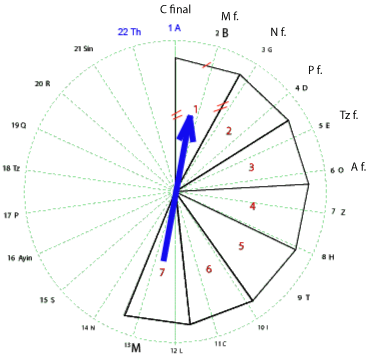 C final
M f.
N f.
P f.
Tz f.
A f.
1 A
2 B
3 G
4 D
5 E
6 O
7 Z
8 H
9 T
10 I
11 C
12 L
13 M
14 N
15 S
16 Ayin
17 P
18 Tz
19 Q
20 R
21 Sin
22 Th
1
2
3
4
5
6
7